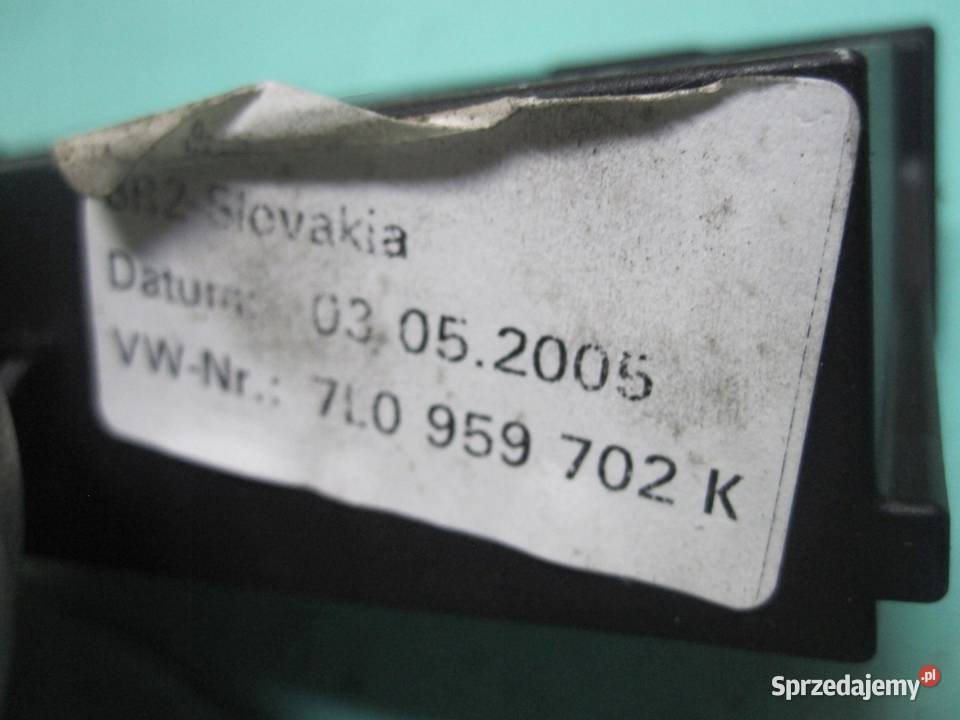 Slovakia
Datum: 03.05.2005
VW-Nr.: 7L0 959 702 K
Sprzedajemy.pl